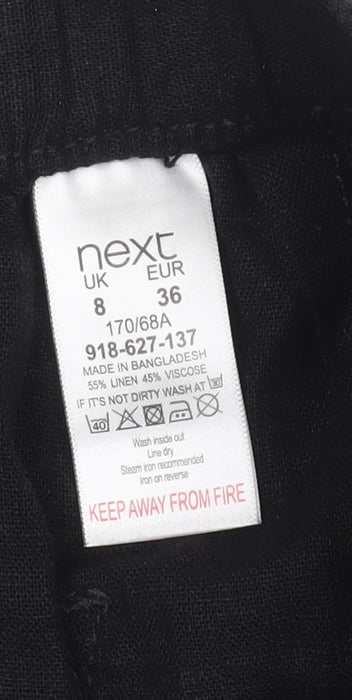 next
UK EUR
8 36
170/68A
918-627-137
MADE IN BANGLADESH
55% LINEN 45% VISCOSE
IF IT'S NOT DIRTY WASH AT 30
40
Wash inside out
Line dry
Steam iron recommended
Iron on reverse
KEEP AWAY FROM FIRE